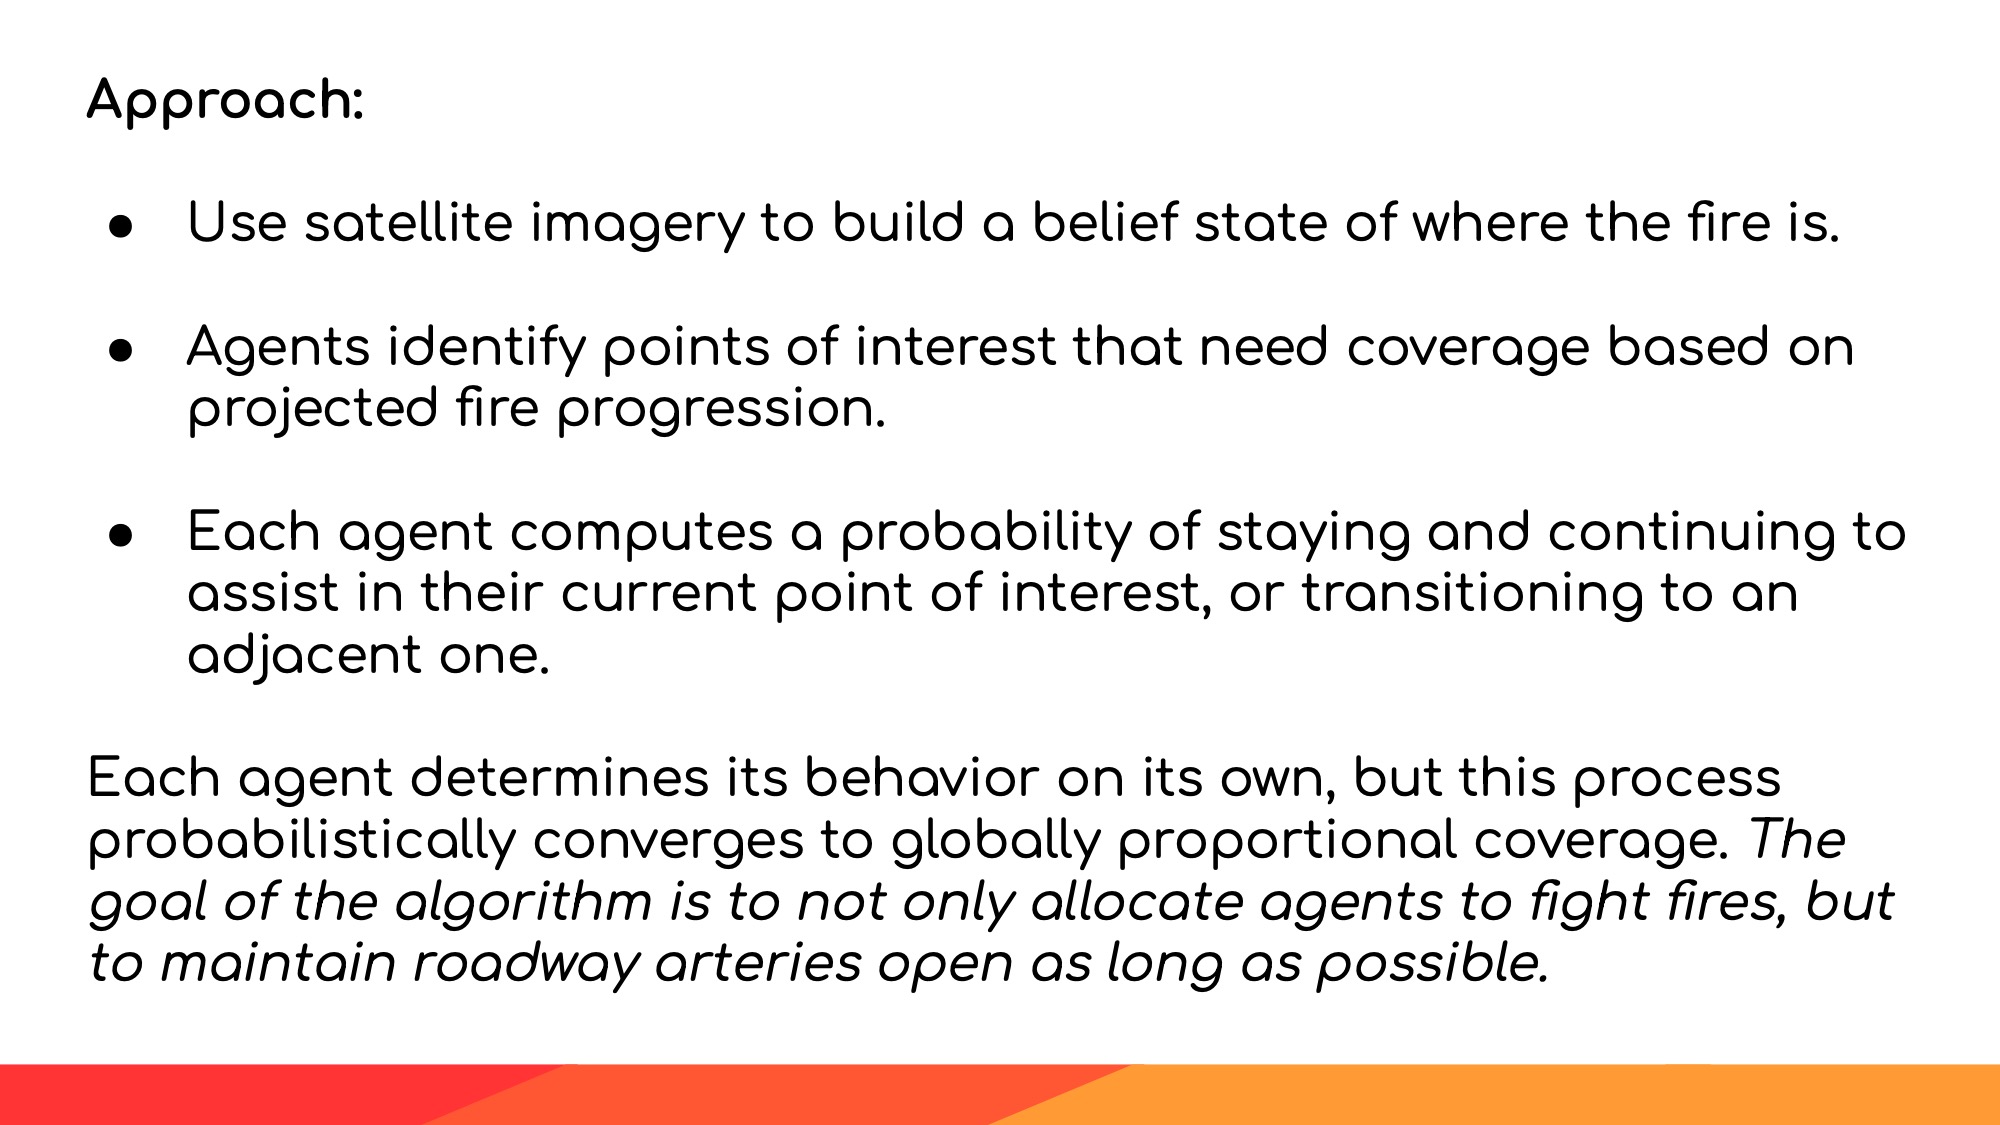 Approach:
● Use satellite imagery to build a belief state of where the fire is.
● Agents identify points of interest that need coverage based on
projected fire progression.
● Each agent computes a probability of staying and continuing to
assist in their current point of interest, or transitioning to an
adjacent one.
Each agent determines its behavior on its own, but this process
probabilistically converges to globally proportional coverage. The
goal of the algorithm is to not only allocate agents to fight fires, but
to maintain roadway arteries open as long as possible.